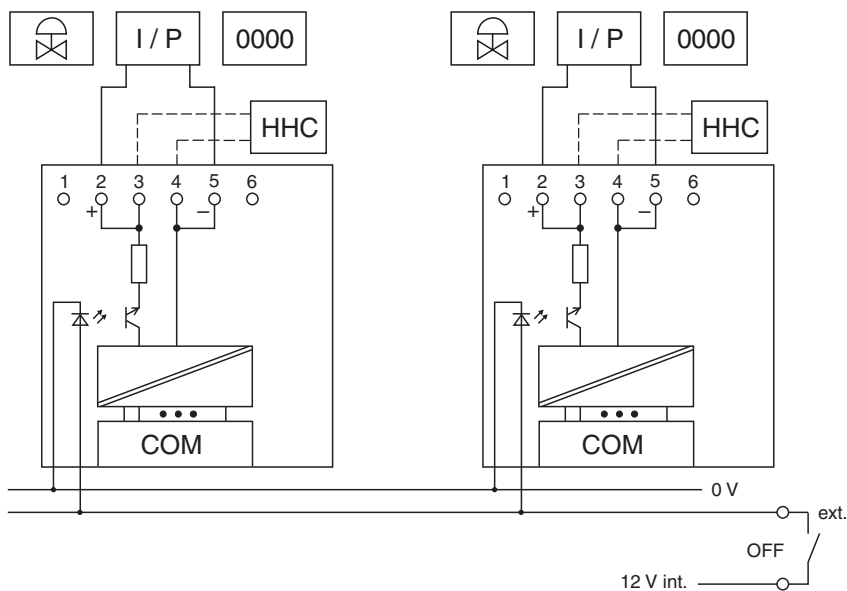 I / P 0000 I / P 0000
HHC HHC
1 2 3 4 5 6 1 2 3 4 5 6
+ – + –
COM COM
0 V
ext.
OFF
12 V int.